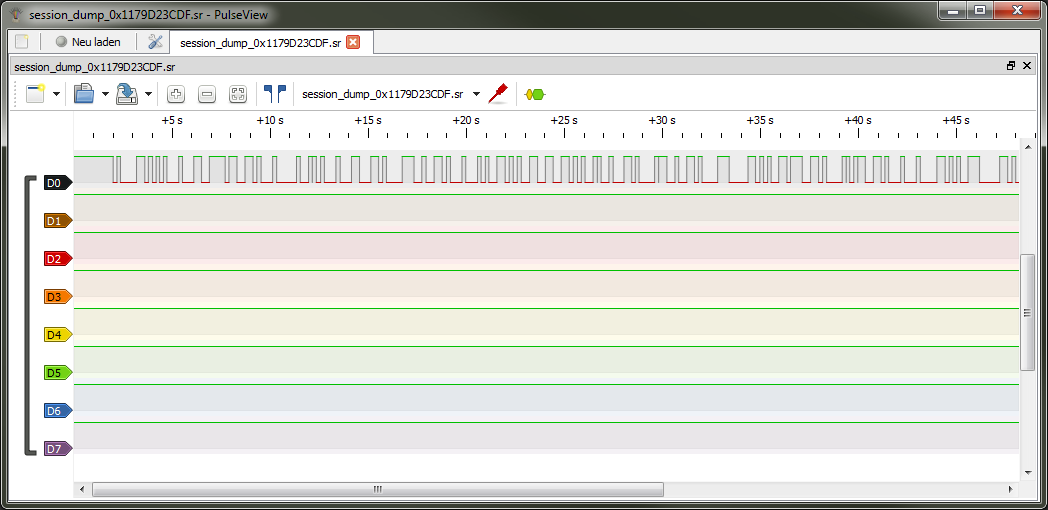 session_dump_0x1179D23CDF.sr - PulseView
Neu laden
session_dump_0x1179D23CDF.sr
session_dump_0x1179D23CDF.sr
session_dump_0x1179D23CDF.sr
+5 s +10 s +15 s +20 s +25 s +30 s +35 s +40 s +45 s
D0
D1
D2
D3
D4
D5
D6
D7